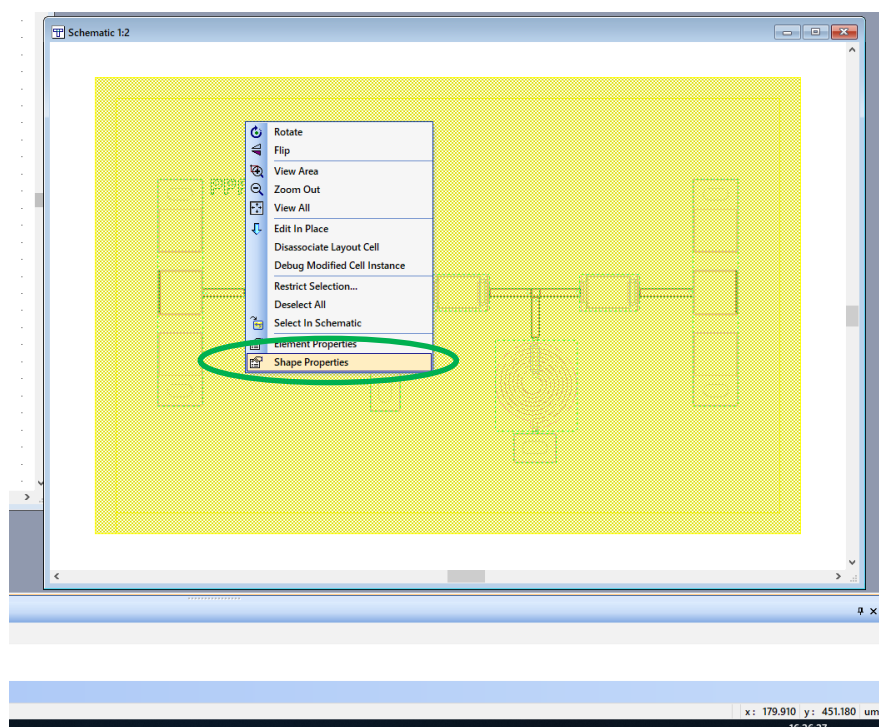 Schematic 1:2
Rotate
Flip
View Area
Zoom Out
View All
Edit In Place
Disassociate Layout Cell
Debug Modified Cell Instance
Restrict Selection...
Deselect All
Select In Schematic
Element Properties
Shape Properties
x: 179.910 y: 451.180 um